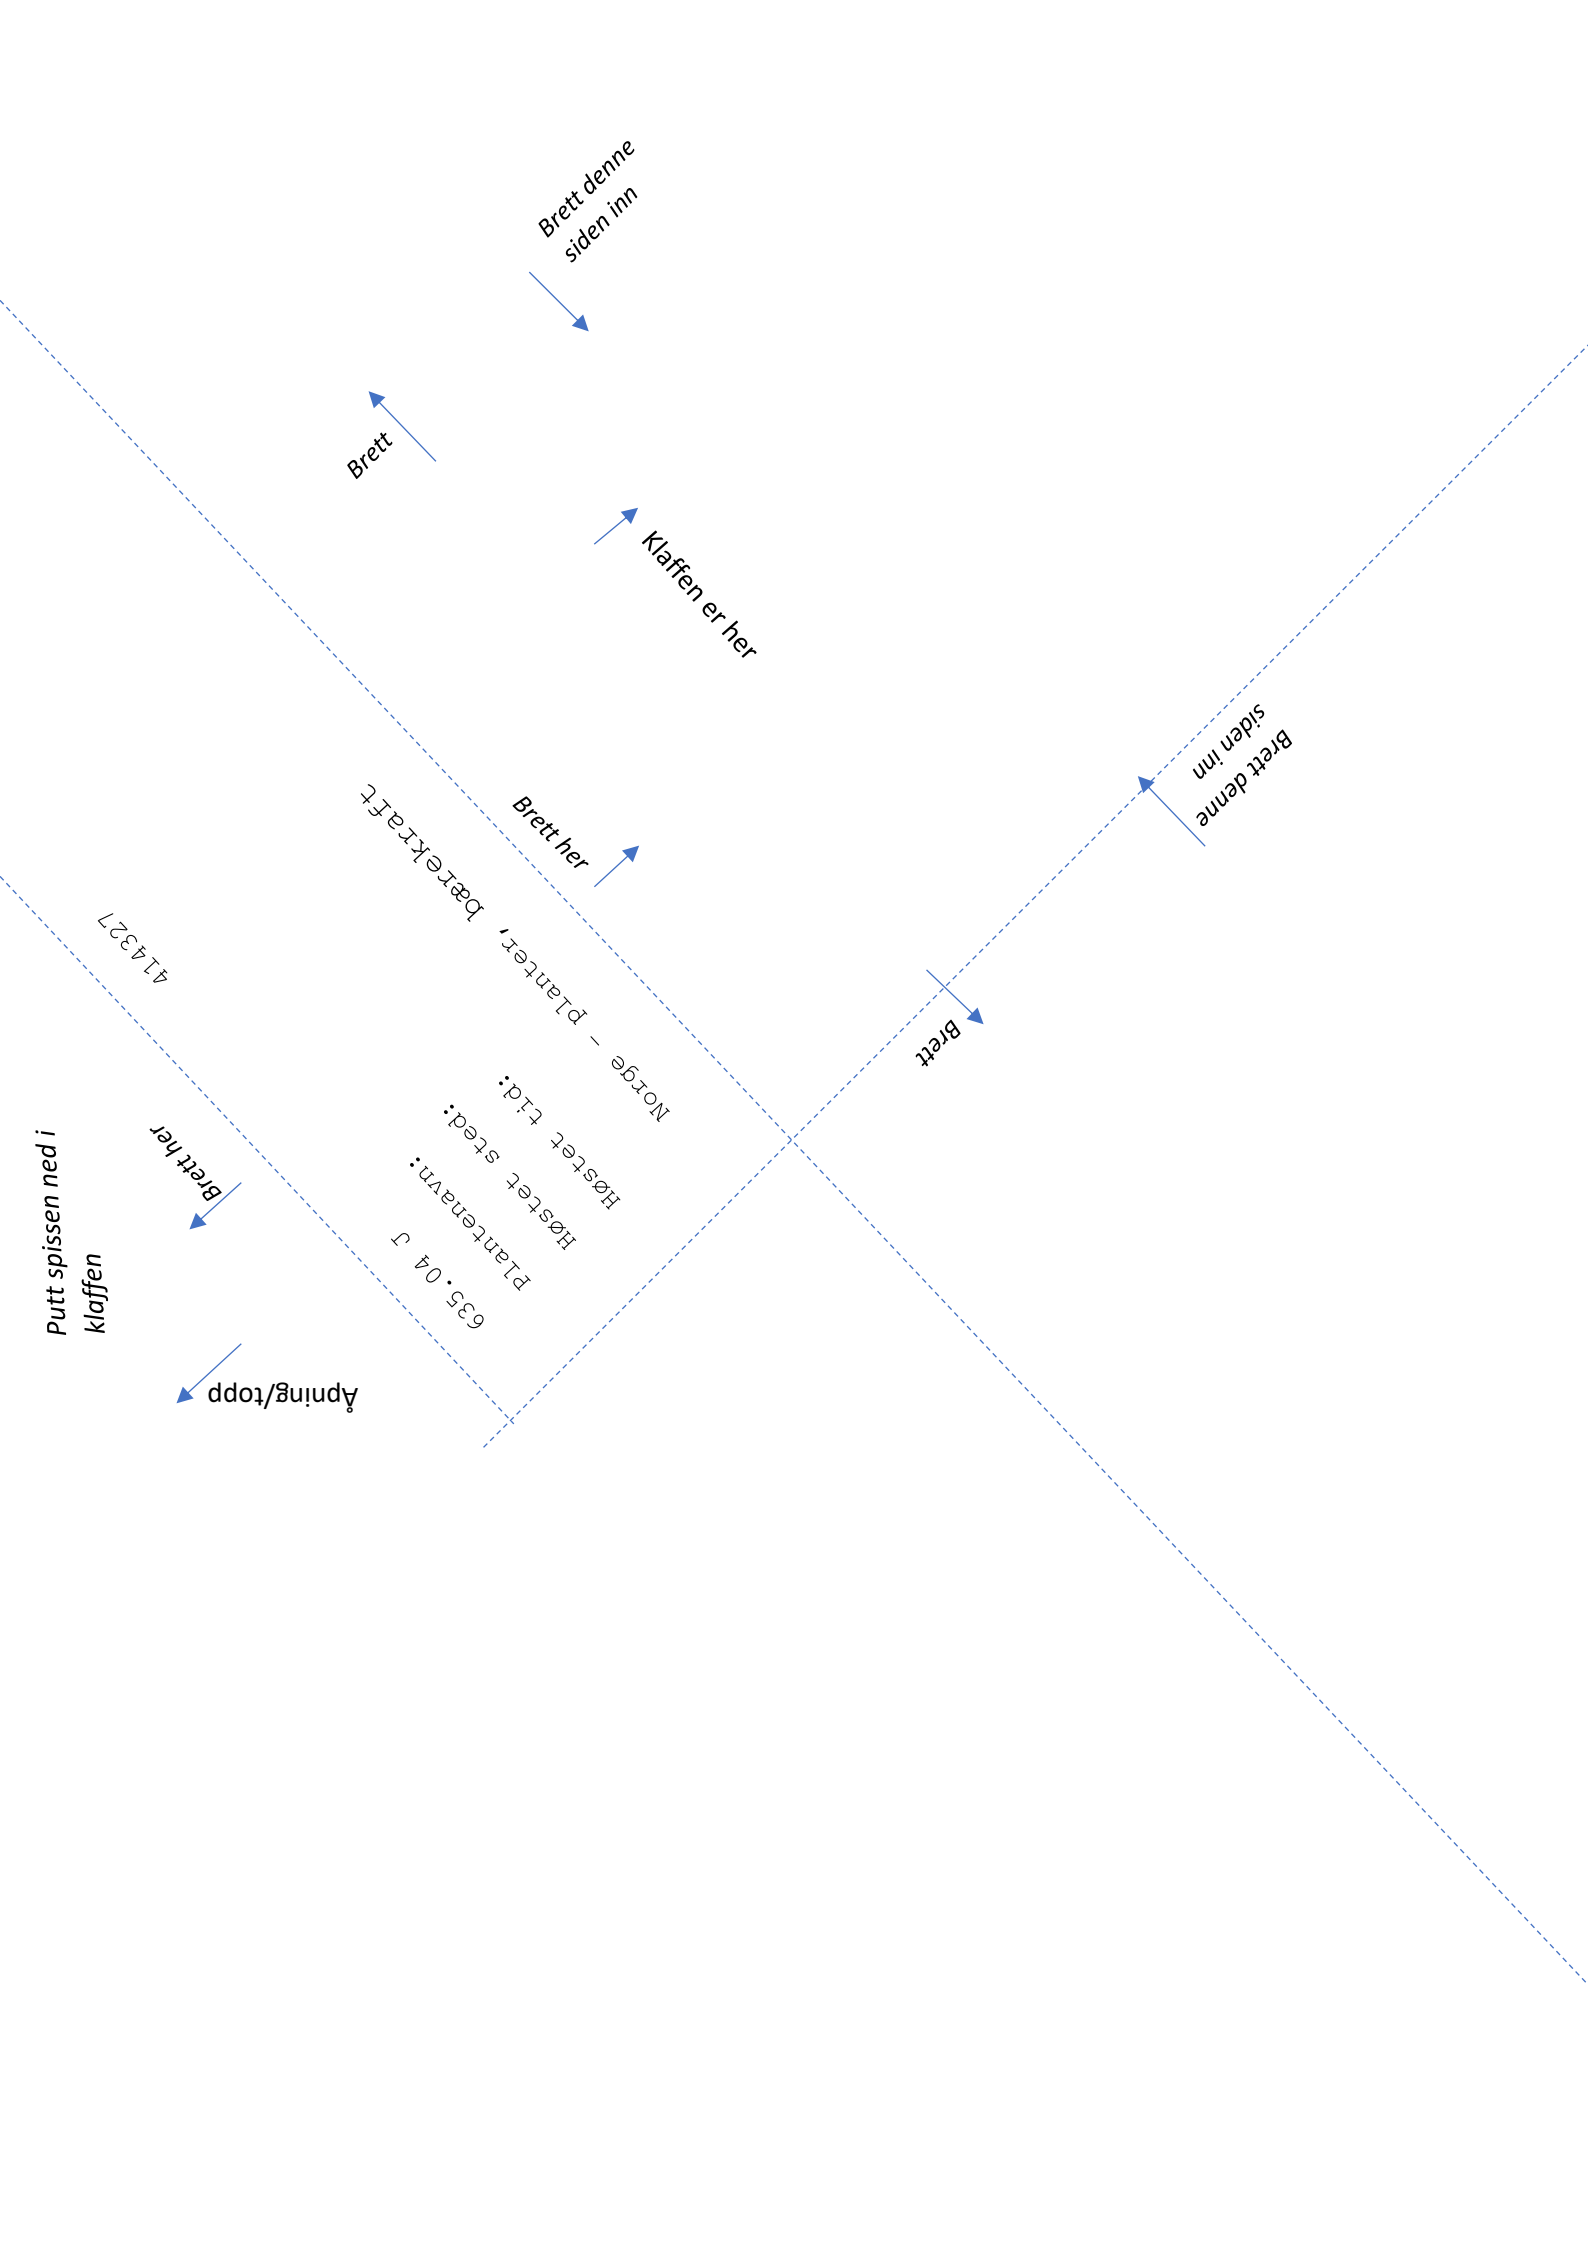 Brett denne
siden inn
Brett
Klaffen er her
Brett her
Brett denne
siden inn
Brett
Norge – planter, bærekraft
Høstet tid:
Høstet sted:
Plantenavn:
635.04 J
414327
Brett her
Putt spissen ned i
klaffen
Åpning/topp